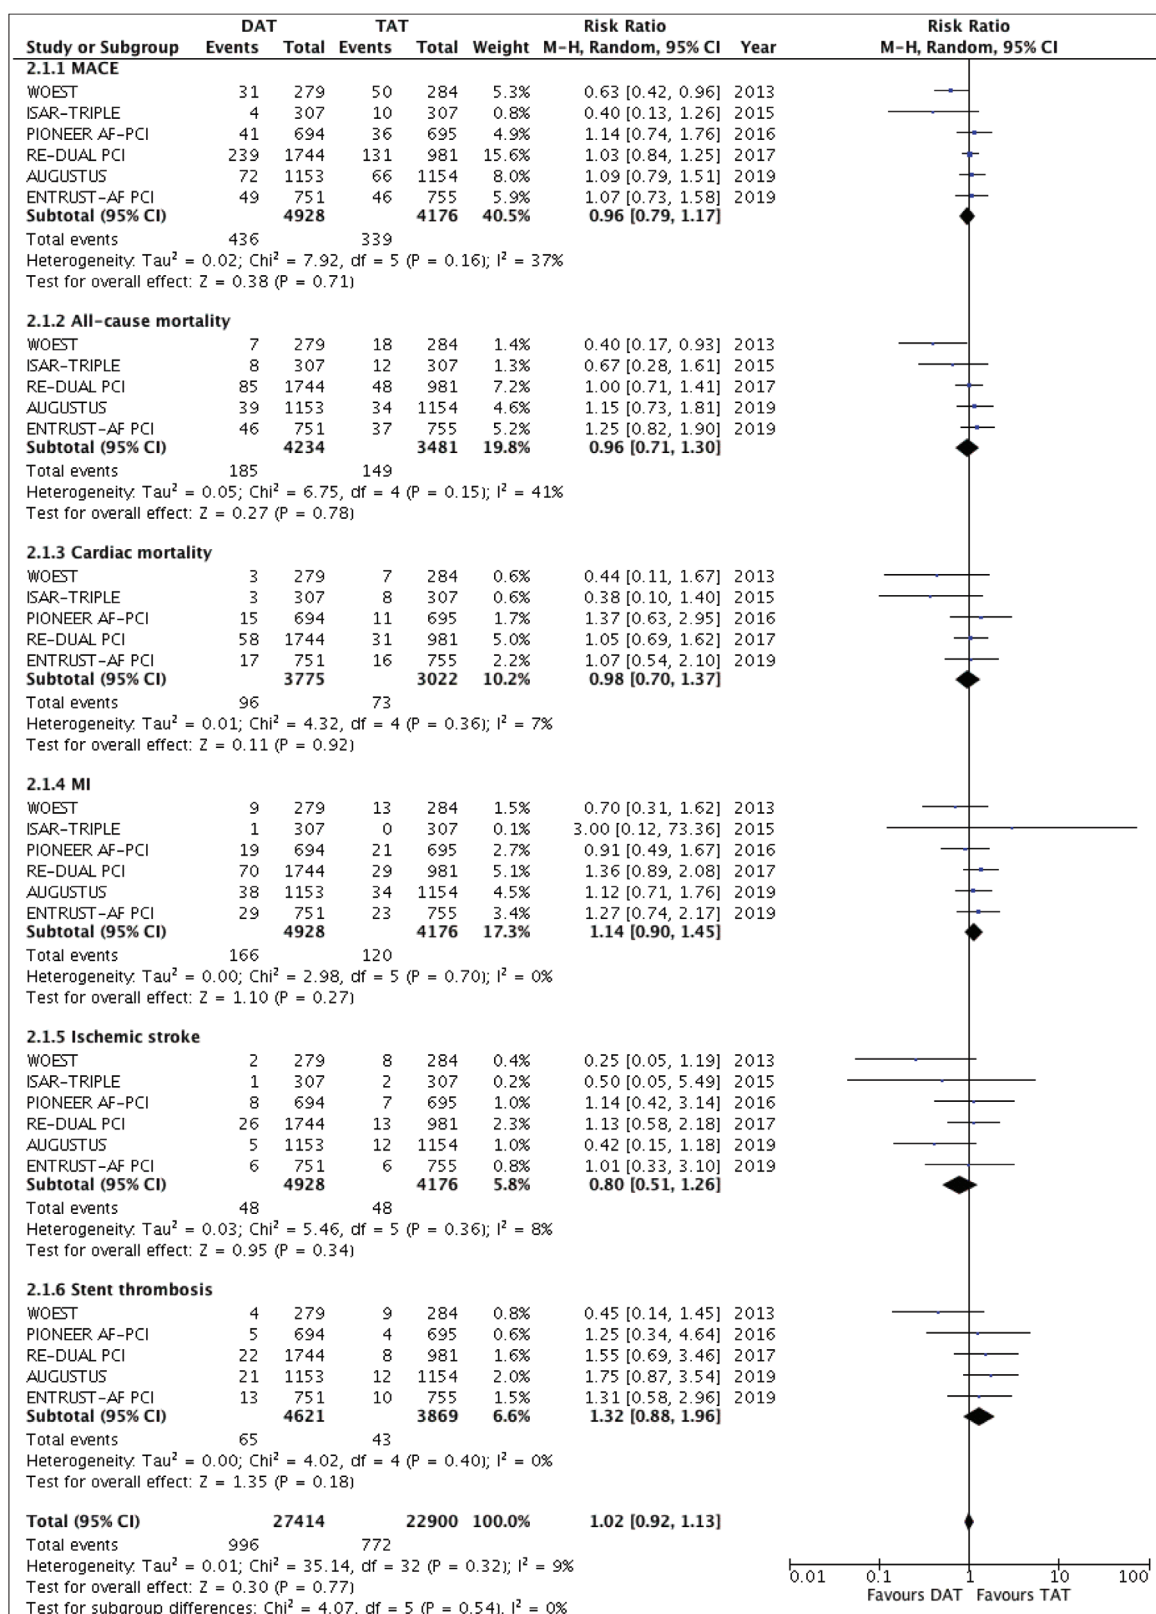 DAT TAT Risk Ratio Risk Ratio
Study or Subgroup Events Total Events Total Weight M-H, Random, 95% CI Year M-H, Random, 95% CI
2.1.1 MACE
WOEST 31 279 50 284 5.3% 0.63 [0.42, 0.96] 2013
ISAR-TRIPLE 4 307 10 307 0.8% 0.40 [0.13, 1.26] 2015
PIONEER AF-PCI 41 694 36 695 4.9% 1.14 [0.74, 1.76] 2016
RE-DUAL PCI 239 1744 131 981 15.6% 1.03 [0.84, 1.25] 2017
AUGUSTUS 72 1153 66 1154 8.0% 1.09 [0.79, 1.51] 2019
ENTRUST-AF PCI 49 751 46 755 5.9% 1.07 [0.73, 1.58] 2019
Subtotal (95% CI) 4928 4176 40.5% 0.96 [0.79, 1.17]
Total events 436 339
Heterogeneity: Tau² = 0.02; Chi² = 7.92, df = 5 (P = 0.16); I² = 37%
Test for overall effect: Z = 0.38 (P = 0.71)
2.1.2 All-cause mortality
WOEST 7 279 18 284 1.4% 0.40 [0.17, 0.93] 2013
ISAR-TRIPLE 8 307 12 307 1.3% 0.67 [0.28, 1.61] 2015
RE-DUAL PCI 85 1744 48 981 7.2% 1.00 [0.71, 1.41] 2017
AUGUSTUS 39 1153 34 1154 4.6% 1.15 [0.73, 1.81] 2019
ENTRUST-AF PCI 46 751 37 755 5.2% 1.25 [0.82, 1.90] 2019
Subtotal (95% CI) 4234 3481 19.8% 0.96 [0.71, 1.30]
Total events 185 149
Heterogeneity: Tau² = 0.05; Chi² = 6.75, df = 4 (P = 0.15); I² = 41%
Test for overall effect: Z = 0.27 (P = 0.78)
2.1.3 Cardiac mortality
WOEST 3 279 7 284 0.6% 0.44 [0.11, 1.67] 2013
ISAR-TRIPLE 3 307 8 307 0.6% 0.38 [0.10, 1.40] 2015
PIONEER AF-PCI 15 694 11 695 1.7% 1.37 [0.63, 2.95] 2016
RE-DUAL PCI 58 1744 31 981 5.0% 1.05 [0.69, 1.62] 2017
ENTRUST-AF PCI 17 751 16 755 2.2% 1.07 [0.54, 2.10] 2019
Subtotal (95% CI) 3775 3022 10.2% 0.98 [0.70, 1.37]
Total events 96 73
Heterogeneity: Tau² = 0.01; Chi² = 4.32, df = 4 (P = 0.36); I² = 7%
Test for overall effect: Z = 0.11 (P = 0.92)
2.1.4 MI
WOEST 9 279 13 284 1.5% 0.70 [0.31, 1.62] 2013
ISAR-TRIPLE 1 307 0 307 0.1% 3.00 [0.12, 73.36] 2015
PIONEER AF-PCI 19 694 21 695 2.7% 0.91 [0.49, 1.67] 2016
RE-DUAL PCI 70 1744 29 981 5.1% 1.36 [0.89, 2.08] 2017
AUGUSTUS 38 1153 34 1154 4.5% 1.12 [0.71, 1.76] 2019
ENTRUST-AF PCI 29 751 23 755 3.4% 1.27 [0.74, 2.17] 2019
Subtotal (95% CI) 4928 4176 17.3% 1.14 [0.90, 1.45]
Total events 166 120
Heterogeneity: Tau² = 0.00; Chi² = 2.98, df = 5 (P = 0.70); I² = 0%
Test for overall effect: Z = 1.10 (P = 0.27)
2.1.5 Ischemic stroke
WOEST 2 279 8 284 0.4% 0.25 [0.05, 1.19] 2013
ISAR-TRIPLE 1 307 2 307 0.2% 0.50 [0.05, 5.49] 2015
PIONEER AF-PCI 8 694 7 695 1.0% 1.14 [0.42, 3.14] 2016
RE-DUAL PCI 26 1744 13 981 2.3% 1.13 [0.58, 2.18] 2017
AUGUSTUS 5 1153 12 1154 1.0% 0.42 [0.15, 1.18] 2019
ENTRUST-AF PCI 6 751 6 755 0.8% 1.01 [0.33, 3.10] 2019
Subtotal (95% CI) 4928 4176 5.8% 0.80 [0.51, 1.26]
Total events 48 48
Heterogeneity: Tau² = 0.03; Chi² = 5.46, df = 5 (P = 0.36); I² = 8%
Test for overall effect: Z = 0.95 (P = 0.34)
2.1.6 Stent thrombosis
WOEST 4 279 9 284 0.8% 0.45 [0.14, 1.45] 2013
PIONEER AF-PCI 5 694 4 695 0.6% 1.25 [0.34, 4.64] 2016
RE-DUAL PCI 22 1744 8 981 1.6% 1.55 [0.69, 3.46] 2017
AUGUSTUS 21 1153 12 1154 2.0% 1.75 [0.87, 3.54] 2019
ENTRUST-AF PCI 13 751 10 755 1.5% 1.31 [0.58, 2.96] 2019
Subtotal (95% CI) 4621 3869 6.6% 1.32 [0.88, 1.96]
Total events 65 43
Heterogeneity: Tau² = 0.00; Chi² = 4.02, df = 4 (P = 0.40); I² = 0%
Test for overall effect: Z = 1.35 (P = 0.18)
Total (95% CI) 27414 22900 100.0% 1.02 [0.92, 1.13]
Total events 996 772
Heterogeneity: Tau² = 0.01; Chi² = 35.14, df = 32 (P = 0.32); I² = 9%
Test for overall effect: Z = 0.30 (P = 0.77)
Test for subgroup differences: Chi² = 4.07, df = 5 (P = 0.54), I² = 0%
0.01 0.1 1 10 100
Favours DAT Favours TAT